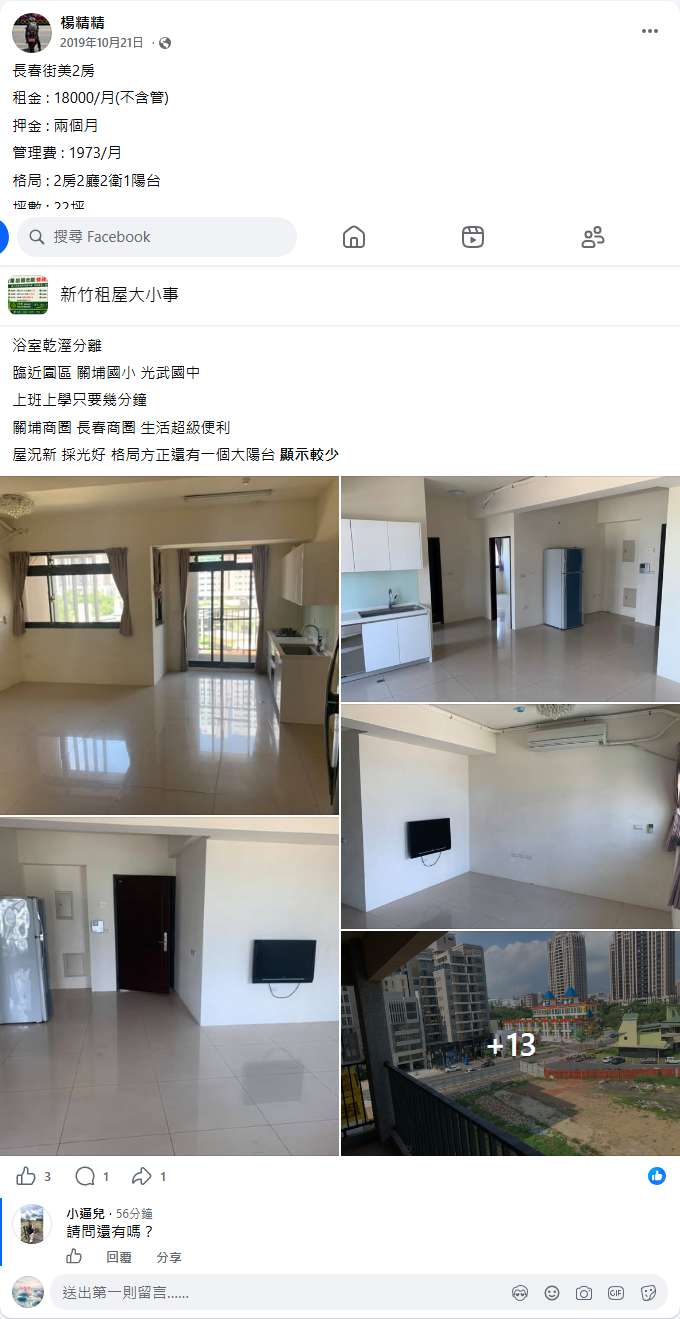 楊精精
2019年10月21日 ·
長春街美2房
租金 : 18000/月(不含管)
押金 : 兩個月
管理費 : 1973/月
格局 : 2房2廳2衛1陽台
坪數 : 22坪
搜尋 Facebook
新竹租屋大小事
浴室乾溼分離
臨近園區 關埔國小 光武國中
上班上學只要幾分鐘
關埔商圈 長春商圈 生活超級便利
屋況新 採光好 格局方正還有一個大陽台 顯示較少
+13
3 1 1
小逼兒 · 56分鐘
請問還有嗎？
回覆 分享
送出第一則留言......
GIF